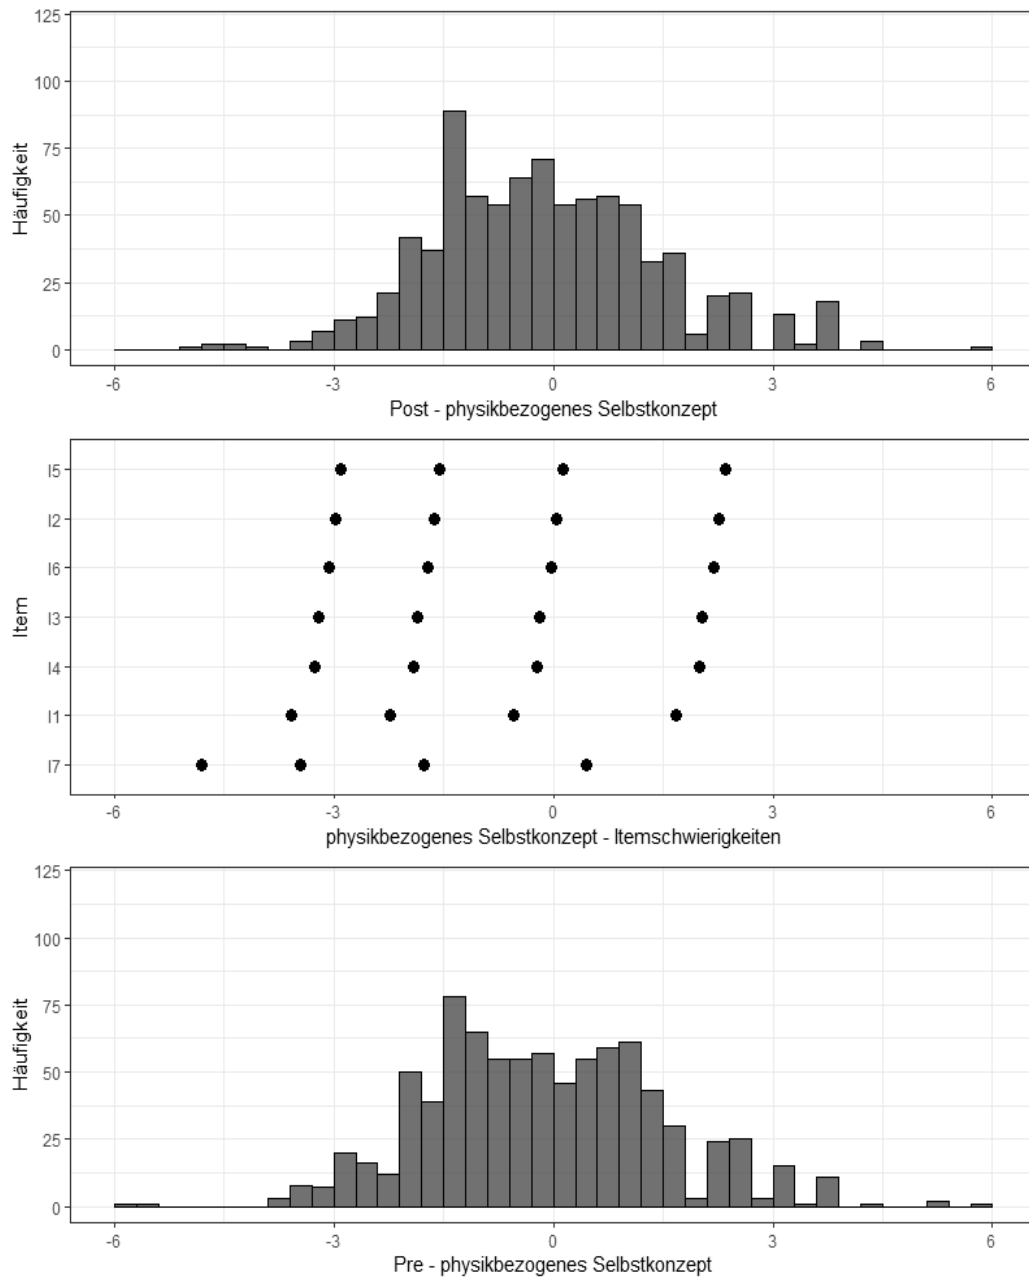 125
100
75
50
25
0
Häufigkeit
-6 -3 0 3 6
Post - physikbezogenes Selbstkonzept
I5
I2
I6
I3
I4
I1
I7
Item
-6 -3 0 3 6
physikbezogenes Selbstkonzept - Itemschwierigkeiten
125
100
75
50
25
0
Häufigkeit
-6 -3 0 3 6
Pre - physikbezogenes Selbstkonzept